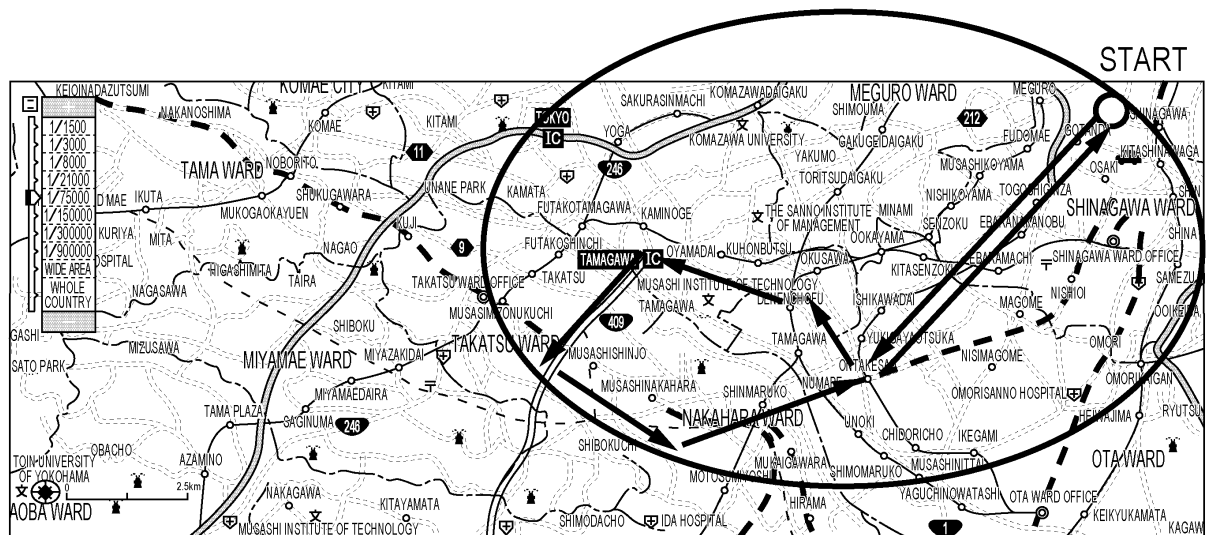 START
KEIOINADAZUTSUMI
KOMAE CITY
KITAMI
NAKANOSHIMA
KOMAE
KITAMI
TOKYO
IC
SAKURASINMACHI
KOMAZAWADAIGAKU
MEGURO WARD
MEGURO
SHIMOUMA
212
GOTANDA
SHINAGAWA
1/1500
1/3000
1/8000
1/21000
1/75000
1/150000
1/300000
1/900000
WIDE AREA
WHOLE
COUNTRY
YOGA
KOMAZAWA UNIVERSITY
GAKUGEIDAIGAKU
FUDOMAE
KITASHINAGAWA
11
246
YAKUMO
MUSASHIKOYAMA
OSAKI
TAMA WARD
NOBORITO
UNANE PARK
KAMATA
TORITSUDAIGAKU
NISHIKOYAMA
TOGOSHIGINZA
SHIN
D MAE
IKUTA
SHUKUGAWARA
MUKOGAOKAYUEN
FUTAKOTAMAGAWA
KAMINOGE
THE SANNO INSTITUTE
OF MANAGEMENT
MINAMI
SENZOKU
EBARANAKANOBU
SHINAGAWA WARD
SHINA
KURIYA
MITA
KUJI
9
FUTAKOSHINCHI
OYAMADAI
KUHONBUTSU
OOKAYAMA
NAGAO
OSPITAL
HIGASHIMITA
TAIRA
TAKATSU
TAMAGAWA
IC
OKUSAWA
KITASENZOKU
EBARAMACHI
SHINAGAWA WARD OFFICE
SAMEZU
NAGASAWA
TAKATSU WARD OFFICE
MUSASHI INSTITUTE OF TECHNOLOGY
NISHIOI
TAMAGAWA
DENENCHOFU
ISHIKAWADAI
MAGOME
MUSASIMIZONUKUCHI
409
OOIKEIBA
GASHI
SHIBOKU
MIZUSAWA
TAKATSU WARD
TAMAGAWA
YUKIGAYAOTSUKA
OMORI
SATO PARK
MIYAMAE WARD
MIYAZAKIDAI
MUSASHISHINJO
NISIMAGOME
MIYAMAEDAIRA
MUSASHINAKAHARA
SHINMARUKO
NUMABE
OMORISANNO HOSPITAL
TAMA PLAZA
SAGINUMA
246
NAKAHARA WARD
UNOKI
HEIWAJIMA
RYUTSU
OBACHO
SHIBOKUCHI
CHIDORICHO
IKEGAMI
TOIN UNIVERSITY
OF YOKOHAMA
AZAMINO
MUKAIGAWARA
SHIMOMARUKO
MUSASHINITTA
OTA WARD
0
2.5km
NAKAGAWA
KITAYAMATA
MOTOSUMIYOSHI
HIRAMA
YAGUCHINOWATASHI
OTA WARD OFFICE
AOBA WARD
MUSASHI INSTITUTE OF TECHNOLOGY
SHIMODACHO
IDA HOSPITAL
1
KEIKYUKAMATA
KAGAW